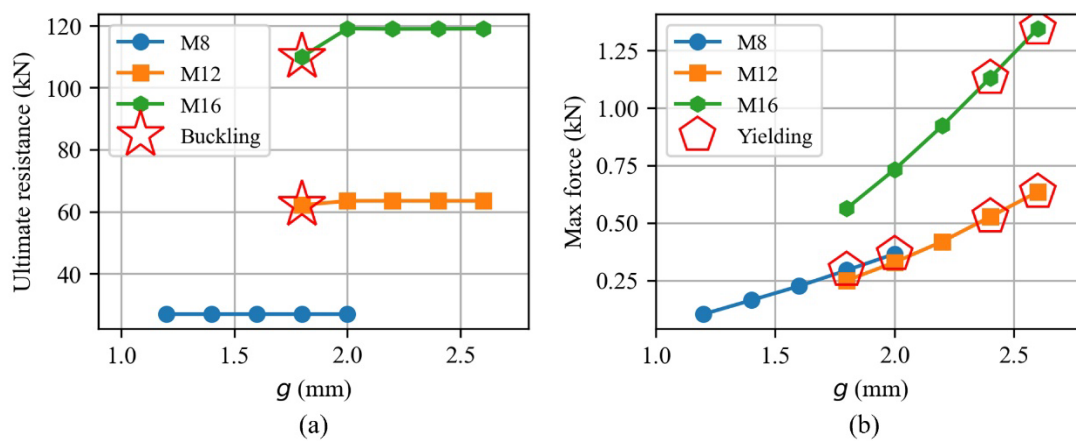 Ultimate resistance (kN)
120
100
80
60
40
1.0
1.5
2.0
2.5
g (mm)
M8
M12
M16
Buckling
(a)
Max force (kN)
1.25
1.00
0.75
0.50
0.25
1.0
1.5
2.0
2.5
g (mm)
M8
M12
M16
Yielding
(b)